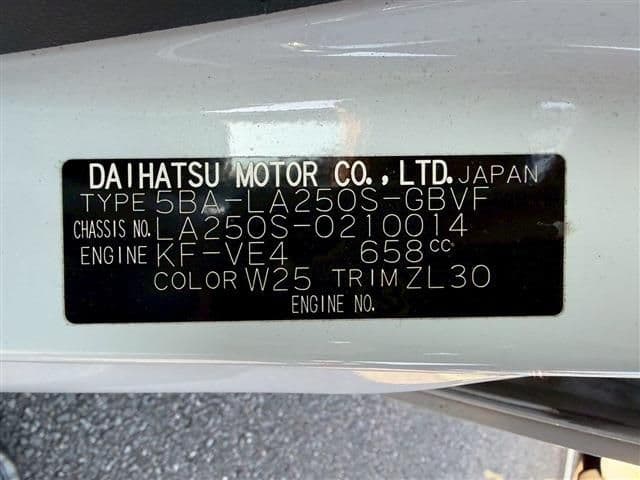 DAIHATSU MOTOR CO., LTD. JAPAN
TYPE 5BA-LA250S-GBVF
CHASSIS NO. LA250S-0210014
ENGINE KF-VE4 658cc
COLOR W25 TRIM ZL30
ENGINE NO.